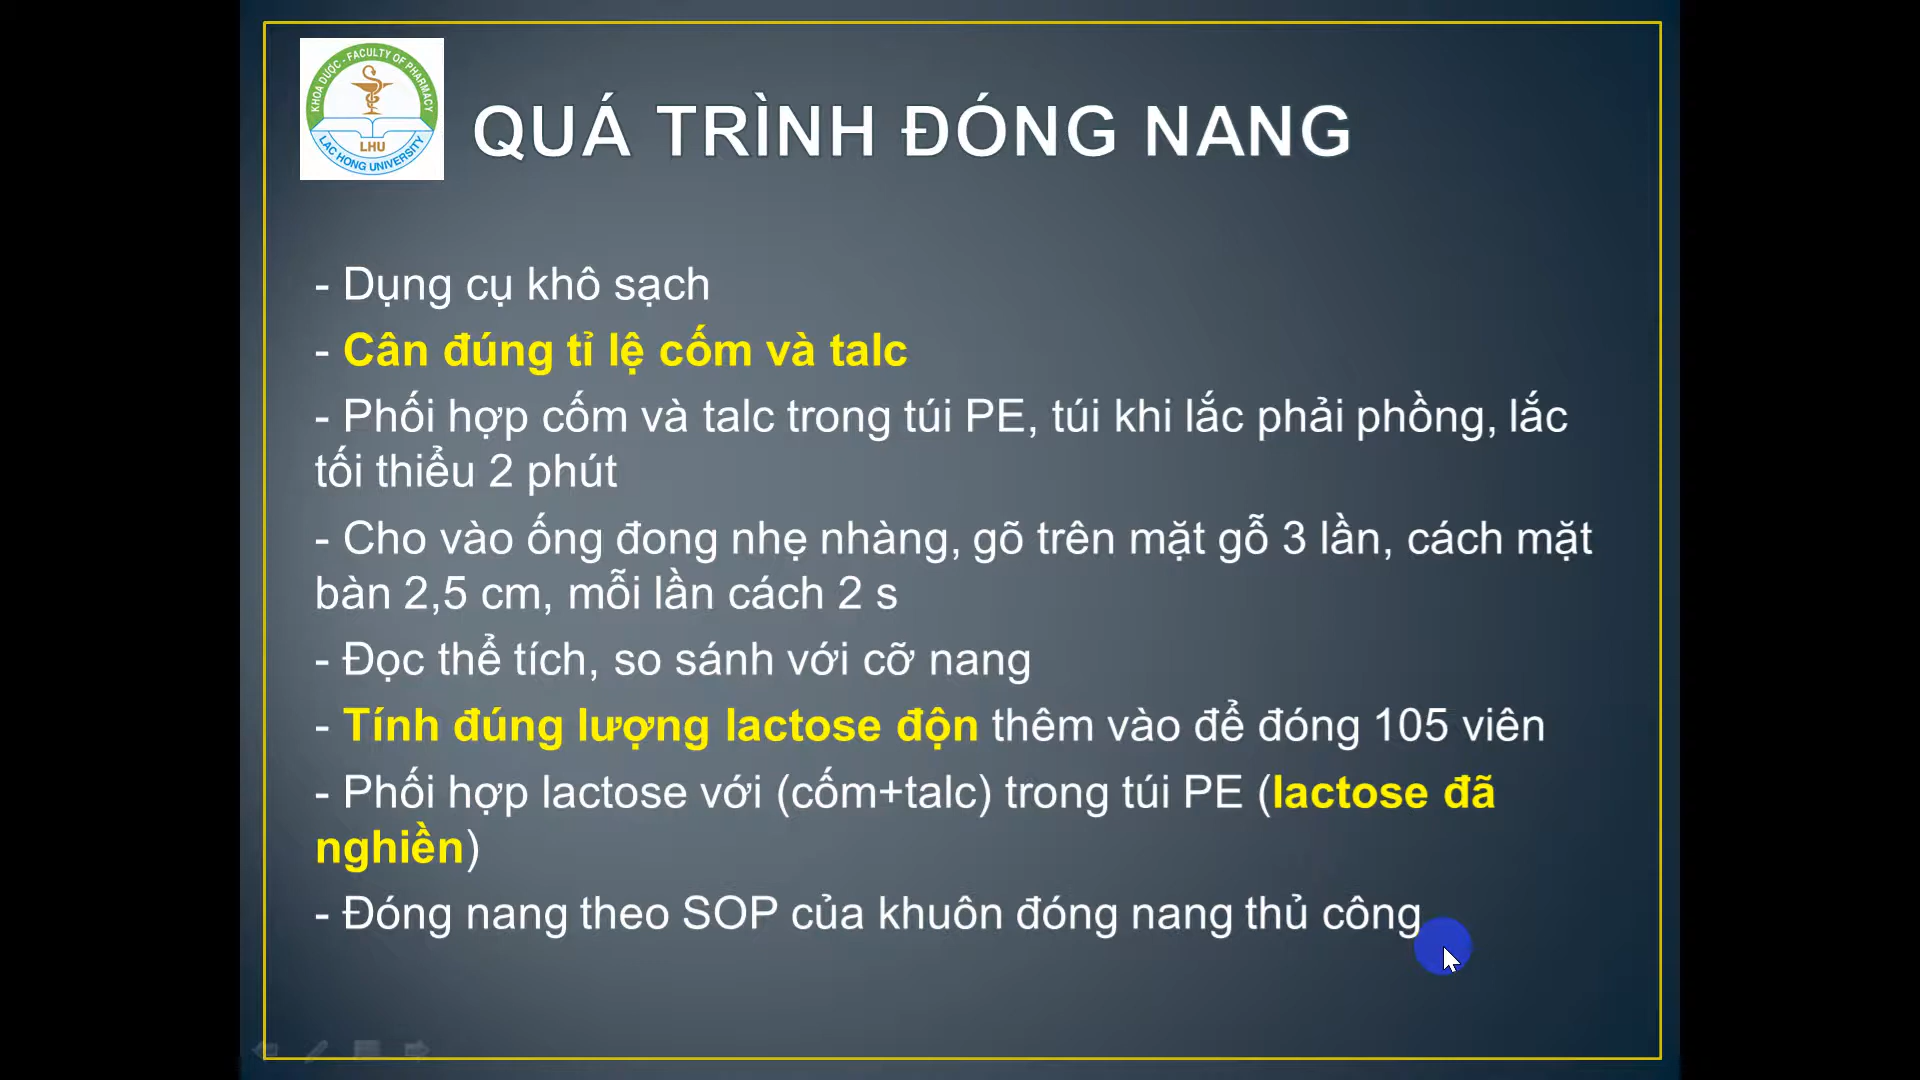 KHOA DƯỢC - FACULTY OF PHARMACY
LHU
LAC HONG UNIVERSITY
QUÁ TRÌNH ĐÓNG NANG
- Dụng cụ khô sạch
- Cân đúng tỉ lệ cốm và talc
- Phối hợp cốm và talc trong túi PE, túi khi lắc phải phồng, lắc
tối thiểu 2 phút
- Cho vào ống đong nhẹ nhàng, gõ trên mặt gỗ 3 lần, cách mặt
bàn 2,5 cm, mỗi lần cách 2 s
- Đọc thể tích, so sánh với cỡ nang
- Tính đúng lượng lactose độn thêm vào để đóng 105 viên
- Phối hợp lactose với (cốm+talc) trong túi PE (lactose đã
nghiền)
- Đóng nang theo SOP của khuôn đóng nang thủ công